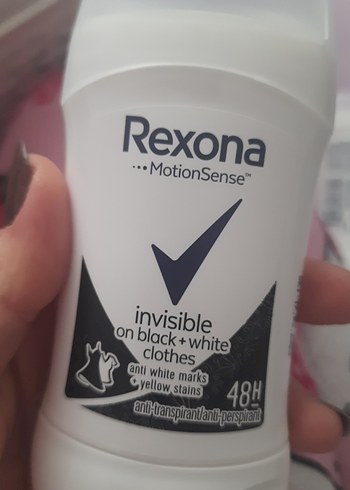 Rexona
MotionSense™
invisible
on black + white
clothes
anti white marks
+ yellow stains
48H
anti-transpirant/anti-perspirant